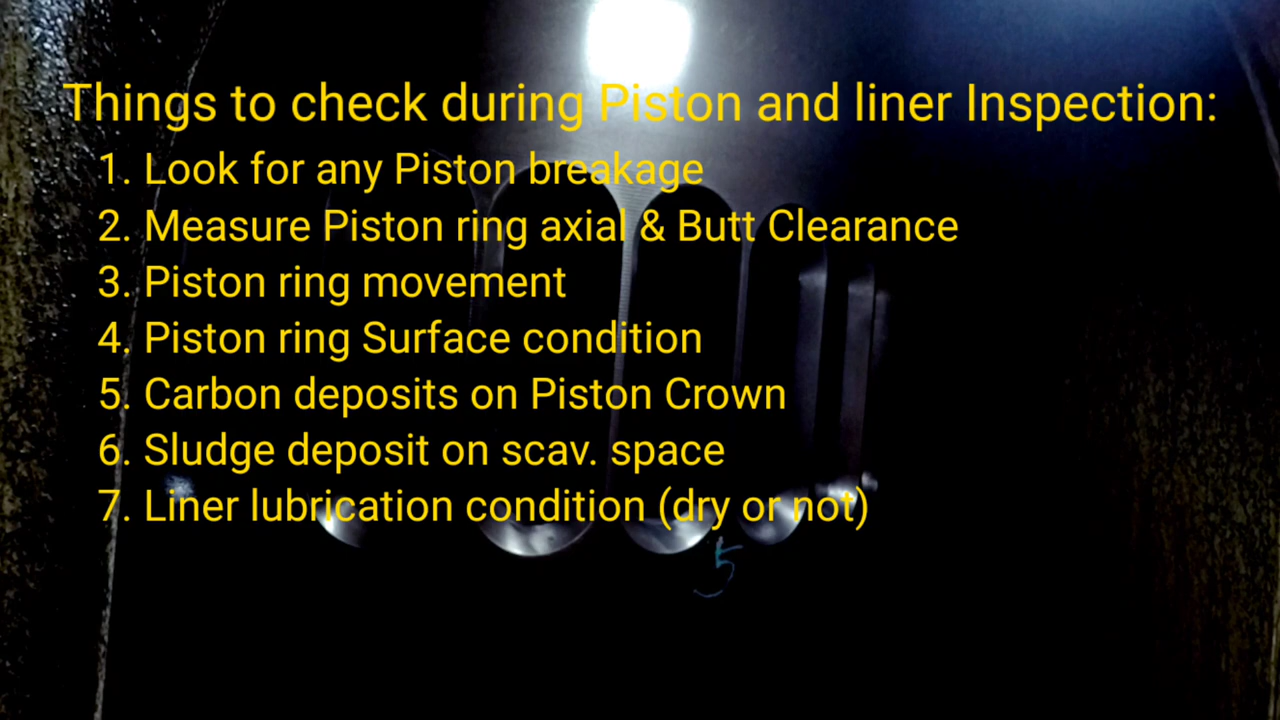 Things to check during Piston and liner Inspection:
1. Look for any Piston breakage
2. Measure Piston ring axial & Butt Clearance
3. Piston ring movement
4. Piston ring Surface condition
5. Carbon deposits on Piston Crown
6. Sludge deposit on scav. space
7. Liner lubrication condition (dry or not)
5